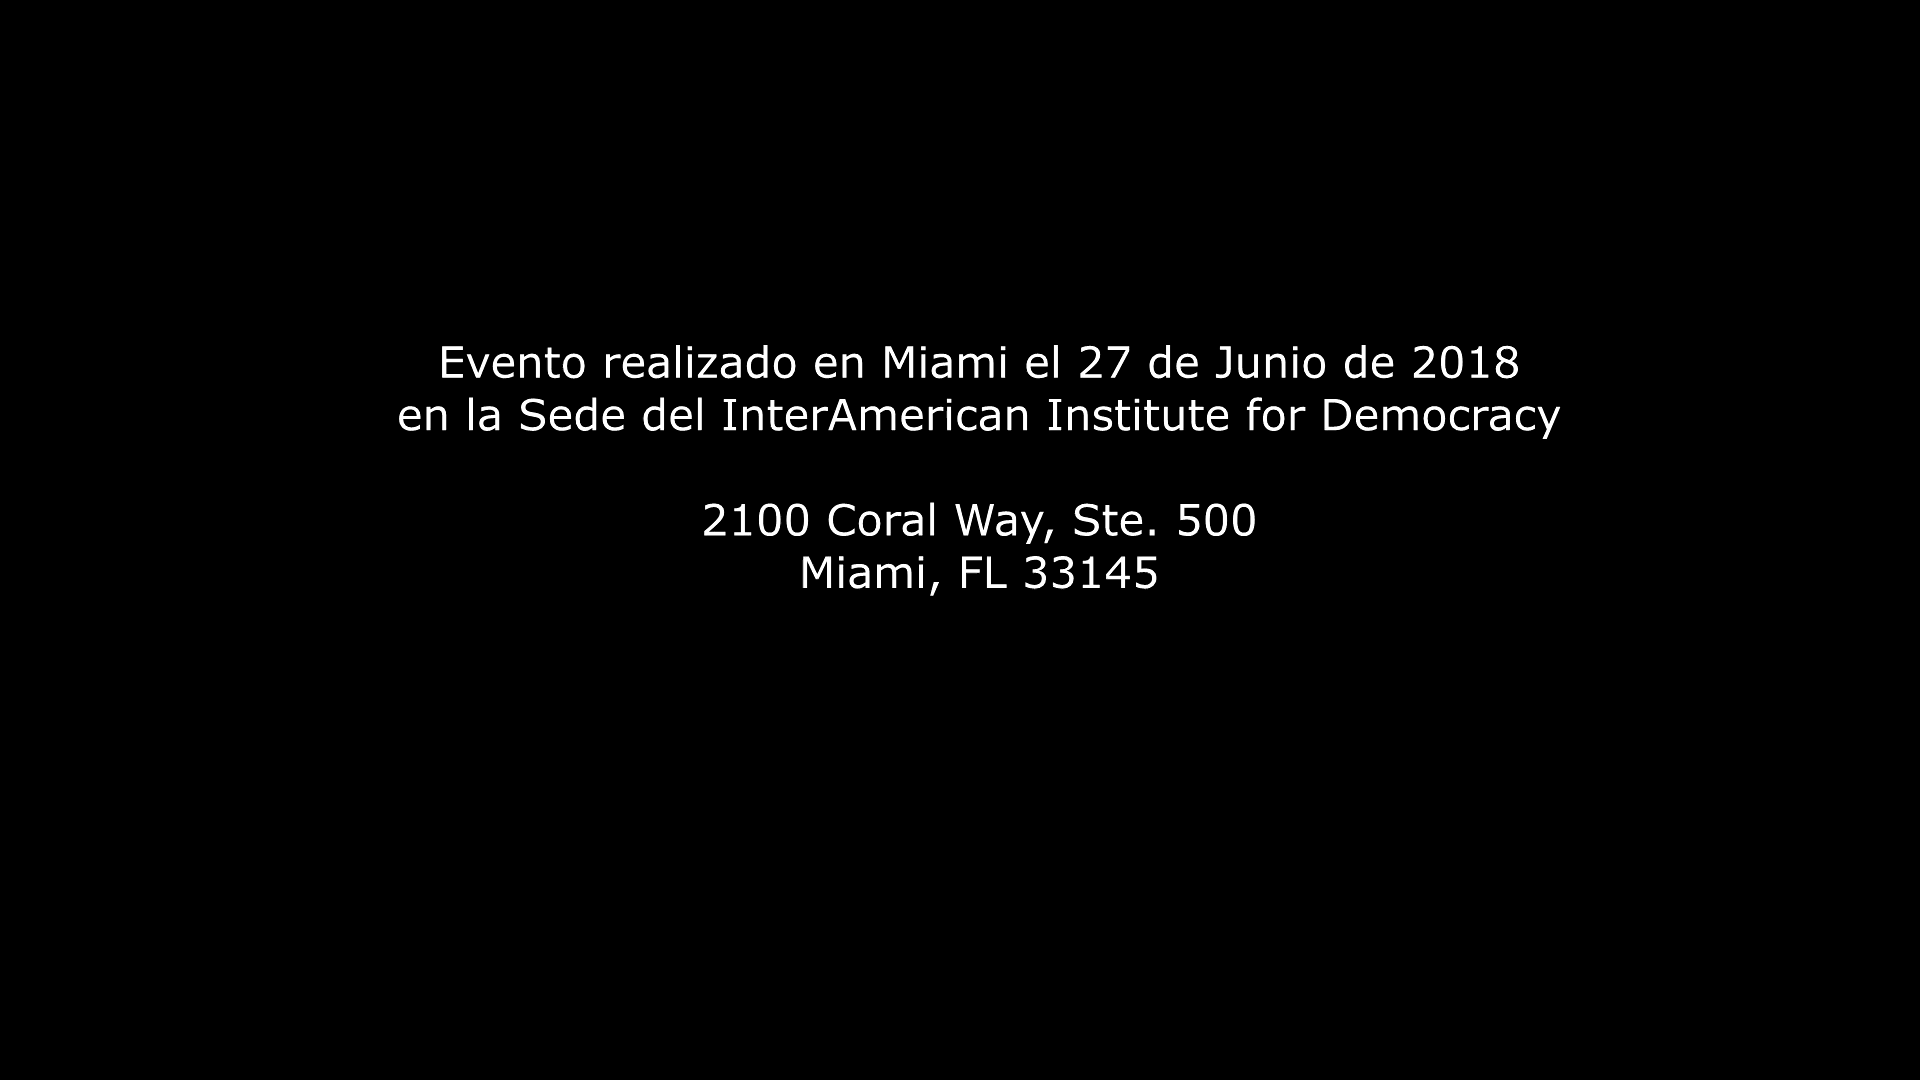 Evento realizado en Miami el 27 de Junio de 2018
en la Sede del InterAmerican Institute for Democracy
2100 Coral Way, Ste. 500
Miami, FL 33145